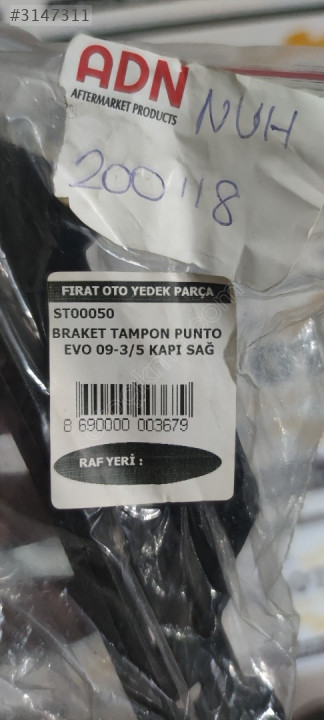 #3147311
ADN
AFTERMARKET PRODUCTS
NUH
200118
FIRAT OTO YEDEK PARÇA
ST00050
BRAKET TAMPON PUNTO
EVO 09-3/5 KAPI SAĞ
8 690000 003679
RAF YERİ :